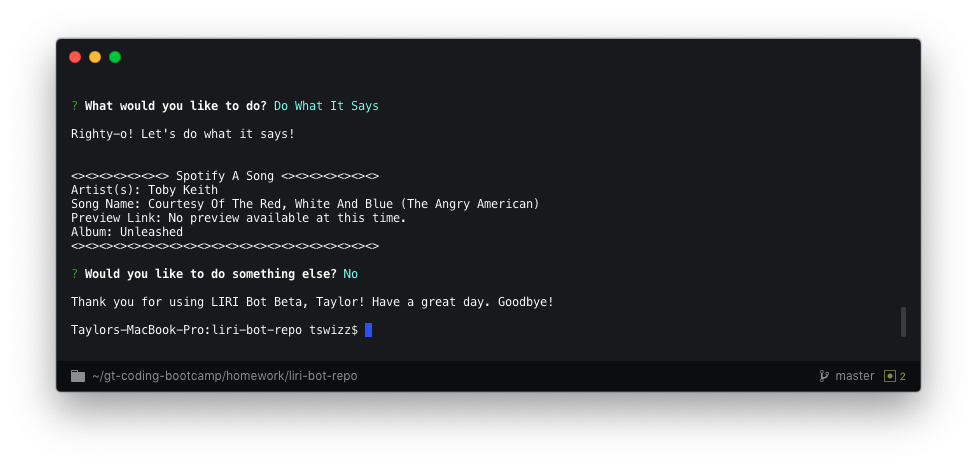 ? What would you like to do? Do What It Says
Righty-o! Let's do what it says!
<><><><><><><> Spotify A Song <><><><><><><>
Artist(s): Toby Keith
Song Name: Courtesy Of The Red, White And Blue (The Angry American)
Preview Link: No preview available at this time.
Album: Unleashed
<><><><><><><><><><><><><><><><><><><><><><>
? Would you like to do something else? No
Thank you for using LIRI Bot Beta, Taylor! Have a great day. Goodbye!
Taylors-MacBook-Pro:liri-bot-repo tswizz$
~/gt-coding-bootcamp/homework/liri-bot-repo master 2